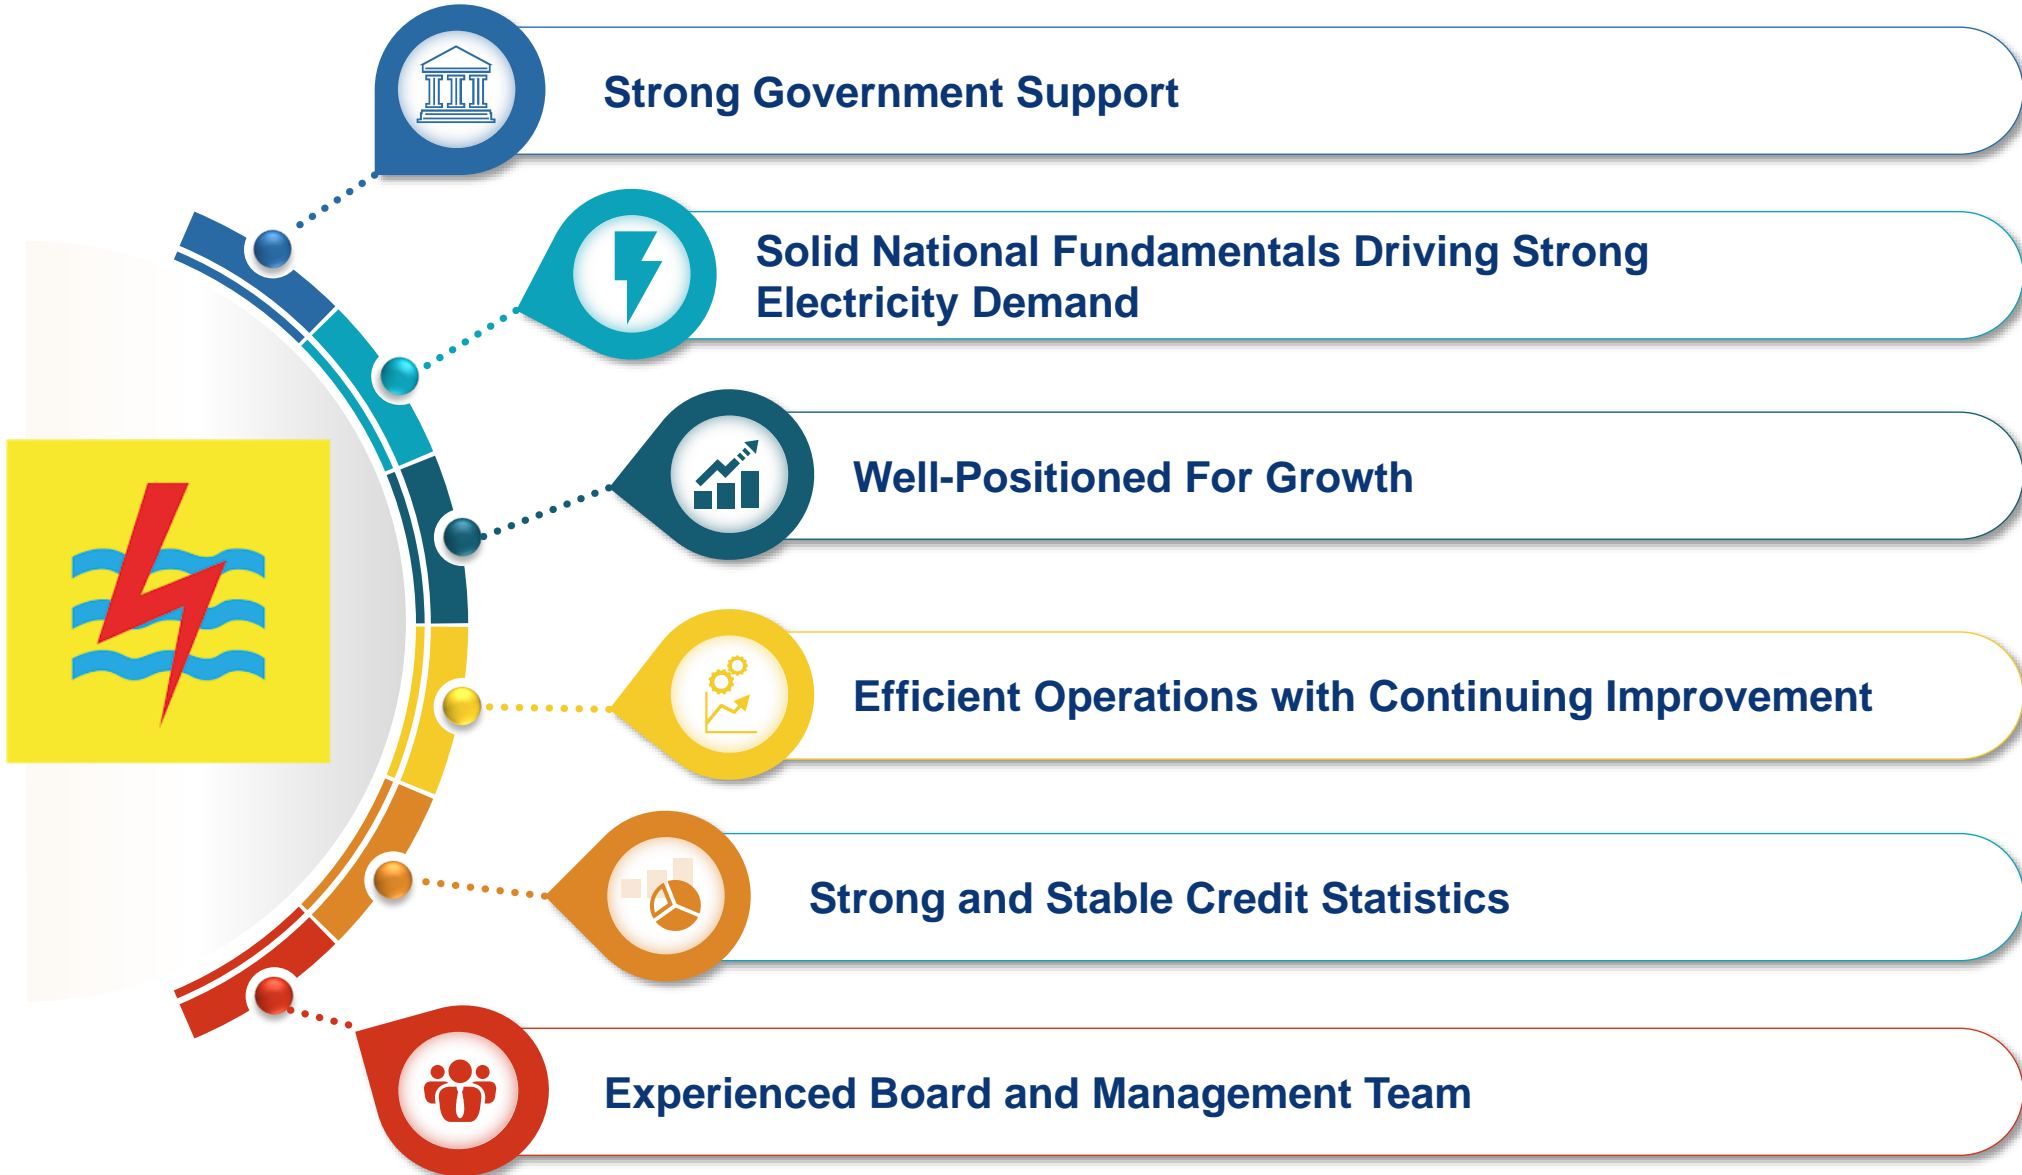 Strong Government Support
Solid National Fundamentals Driving Strong
Electricity Demand
Well-Positioned For Growth
Efficient Operations with Continuing Improvement
Strong and Stable Credit Statistics
Experienced Board and Management Team